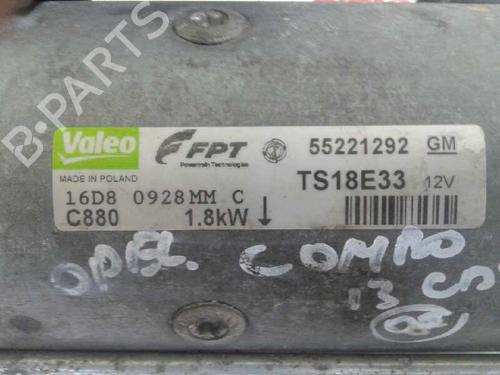 B-PARTS
Valeo FPT 55221292 GM
Powertrain Technologies
MADE IN POLAND TS18E33 12V
16D8 0928MM C
C880 1.8kW ↓
OPEL COMBO
13 CD